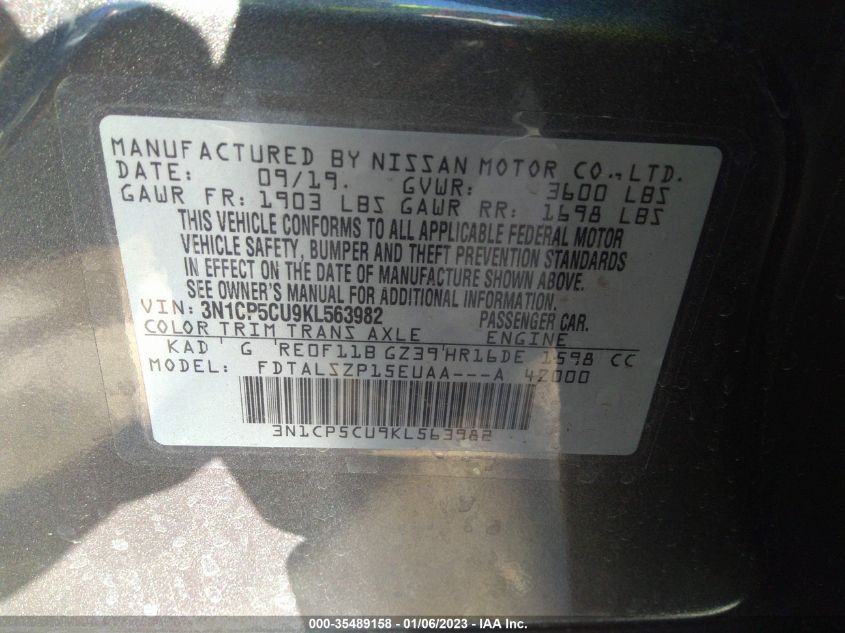 MANUFACTURED BY NISSAN MOTOR CO.,LTD.
DATE: 09/19. GVWR: 3600 LBS
GAWR FR: 1903 LBS GAWR RR: 1698 LBS
THIS VEHICLE CONFORMS TO ALL APPLICABLE FEDERAL MOTOR
VEHICLE SAFETY, BUMPER AND THEFT PREVENTION STANDARDS
IN EFFECT ON THE DATE OF MANUFACTURE SHOWN ABOVE.
SEE OWNER'S MANUAL FOR ADDITIONAL INFORMATION.
VIN: 3N1CP5CU9KL563982 PASSENGER CAR.
COLOR TRIM TRANS AXLE ENGINE
KAD G RE0F11B GZ39 HR16DE 1598 CC
MODEL: FDTALSZP15EUAA---A 42000
3N1CP5CU9KL563982
000-35489158 - 01/06/2023 - IAA Inc.